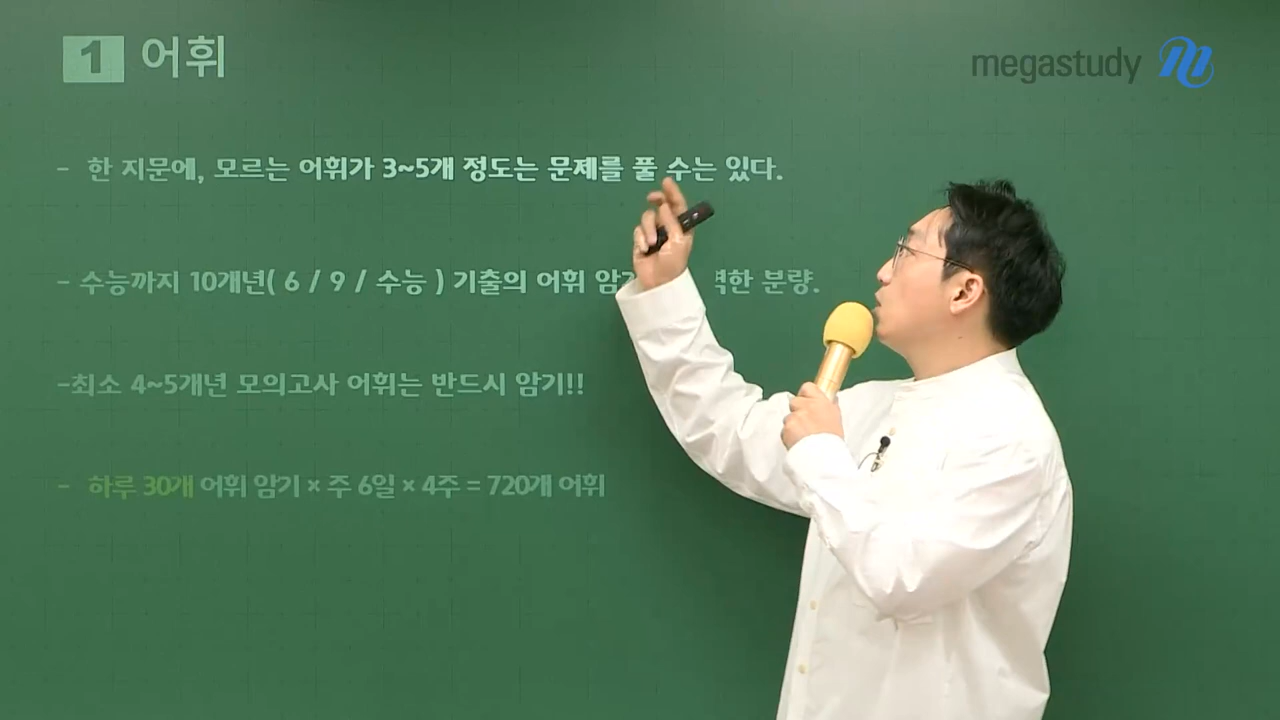 1 어휘
megastudy
- 한 지문에, 모르는 어휘가 3~5개 정도는 문제를 풀 수는 있다.
- 수능까지 10개년( 6 / 9 / 수능 ) 기출의 어휘 분량.
-최소 4~5개년 모의고사 어휘는 반드시 암기!!
- 하루 30개 어휘 암기 × 주 6일 × 4주 = 720개 어휘